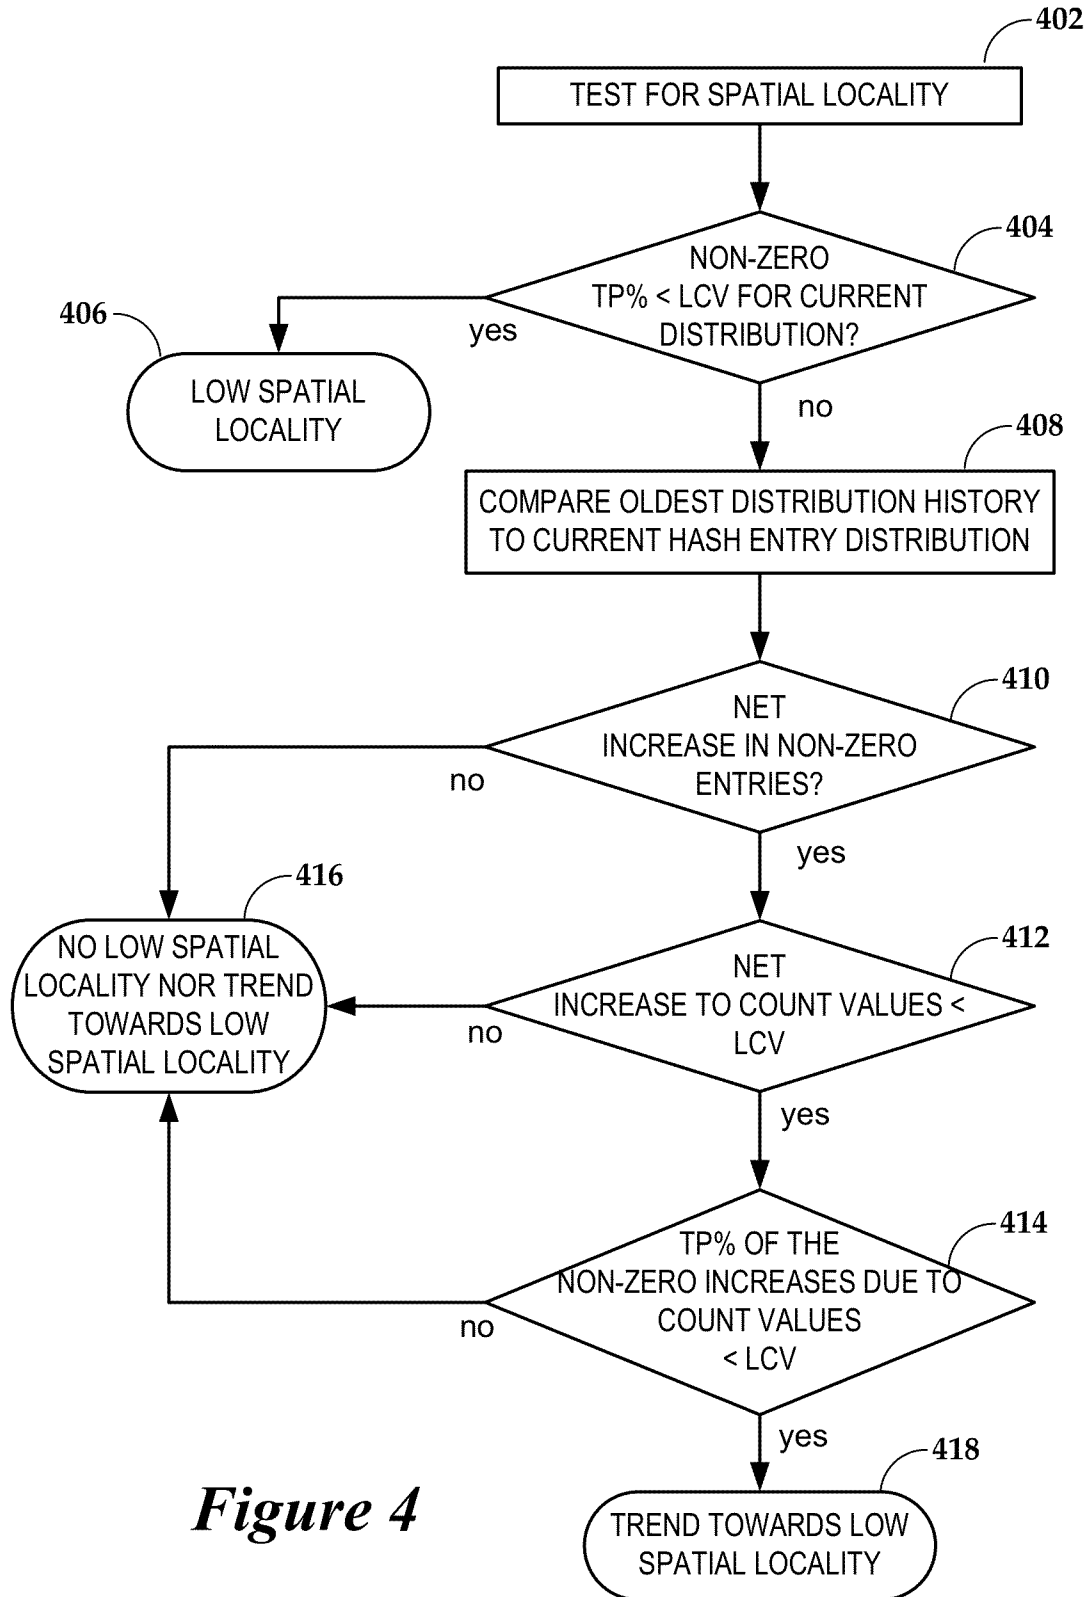 402
TEST FOR SPATIAL LOCALITY
404
NON-ZERO
TP% < LCV FOR CURRENT
DISTRIBUTION?
yes
406
LOW SPATIAL
LOCALITY
no
408
COMPARE OLDEST DISTRIBUTION HISTORY
TO CURRENT HASH ENTRY DISTRIBUTION
410
NET
INCREASE IN NON-ZERO
ENTRIES?
no
yes
416
NO LOW SPATIAL
LOCALITY NOR TREND
TOWARDS LOW
SPATIAL LOCALITY
412
NET
INCREASE TO COUNT VALUES <
LCV
no
yes
414
TP% OF THE
NON-ZERO INCREASES DUE TO
COUNT VALUES
< LCV
no
yes
418
TREND TOWARDS LOW
SPATIAL LOCALITY
Figure 4